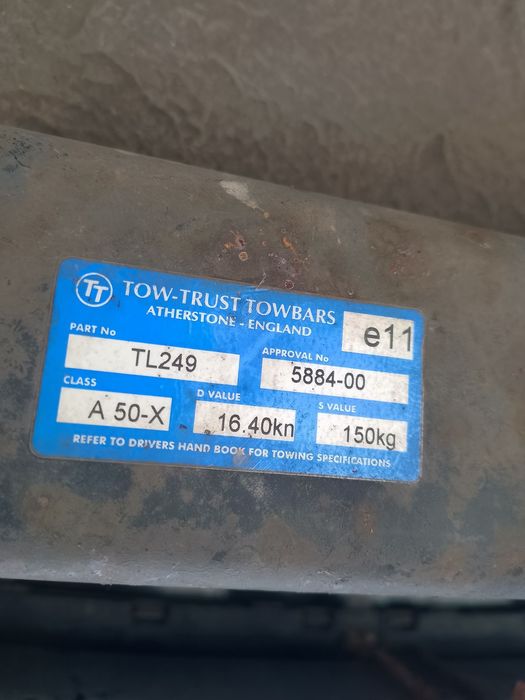 TT TOW-TRUST TOWBARS
ATHERSTONE - ENGLAND
e11
PART No
TL249
APPROVAL No
5884-00
CLASS
A 50-X
D VALUE
16.40kn
S VALUE
150kg
REFER TO DRIVERS HAND BOOK FOR TOWING SPECIFICATIONS